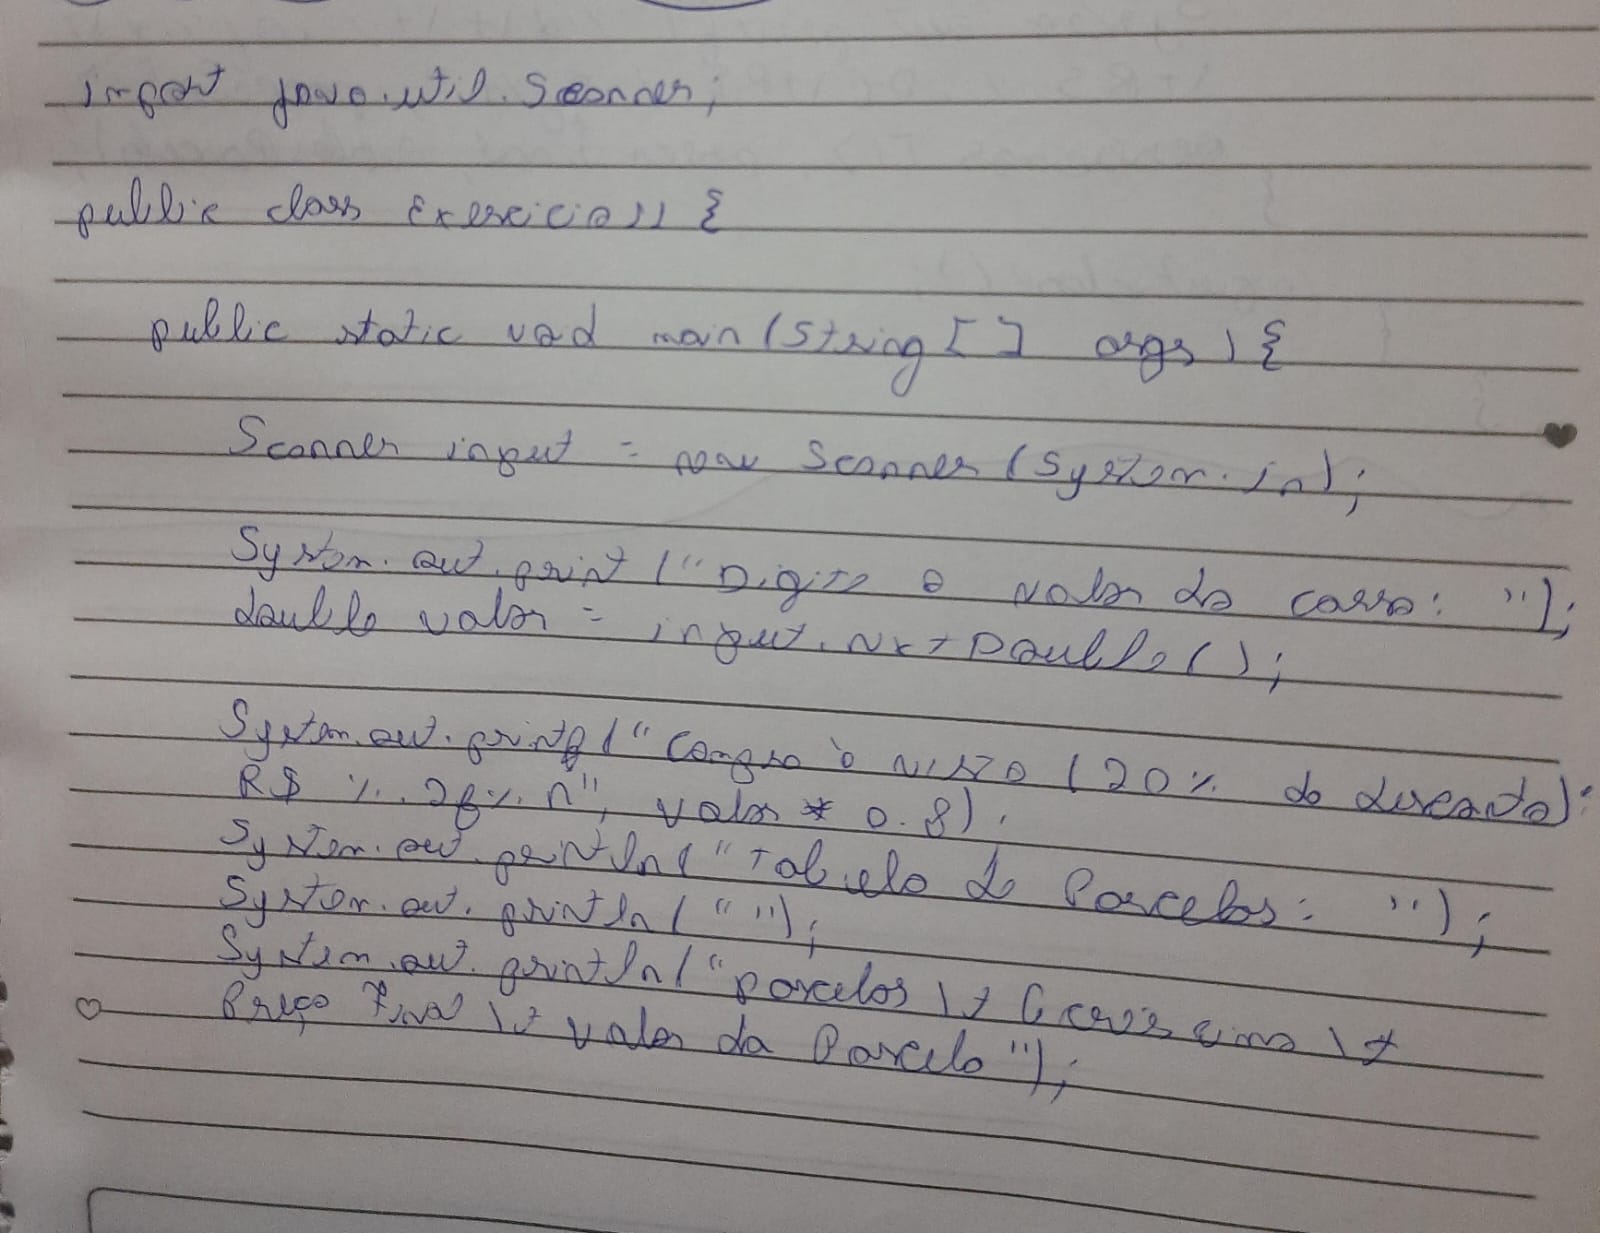 import java.util.Scanner;
public class Exercicio11 {
public static void main (String [] args) {
Scanner input = new Scanner (System.in);
System.out.print ("Digite o valor do carro: ");
double valor = input.NextDouble();
System.out.printf ("Compra à vista (20% de desconto):
R$ %.2f%n", valor * 0.8).
System.out.println ("Tabela de Parcelas: ");
System.out.println ("");
System.out.println ("Parcelas \t Acréscimo \t
Preço Final \t valor da Parcela");